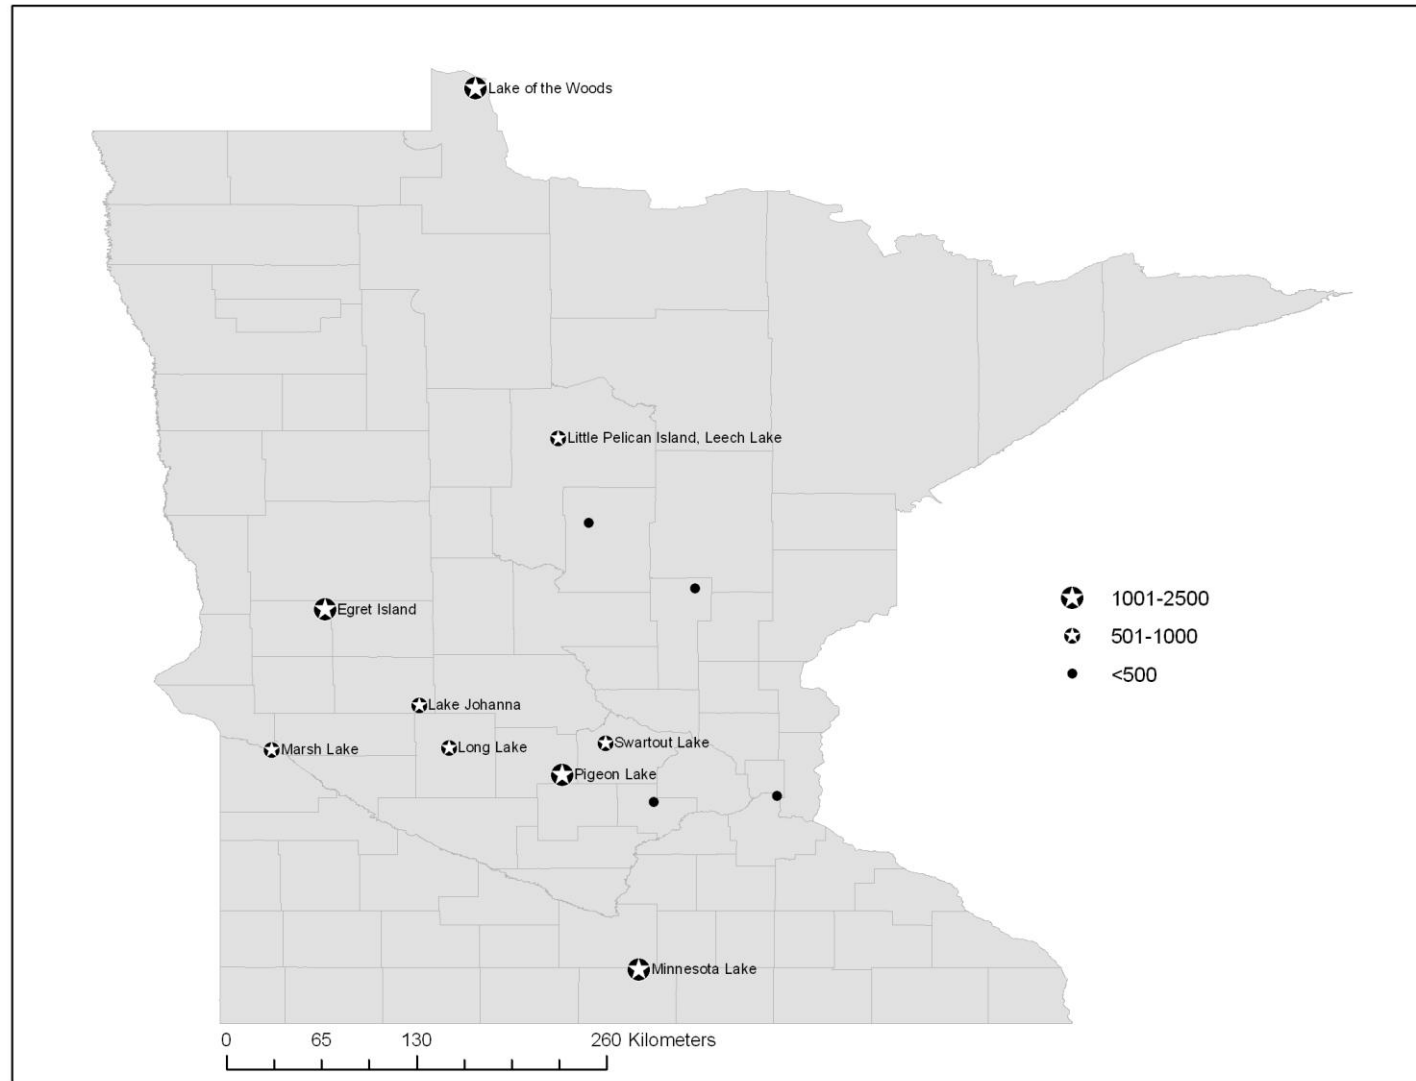 Lake of the Woods
Little Pelican Island, Leech Lake
Egret Island
Lake Johanna
Marsh Lake
Long Lake
Swartout Lake
Pigeon Lake
Minnesota Lake
1001-2500
501-1000
<500
0 65 130 260 Kilometers